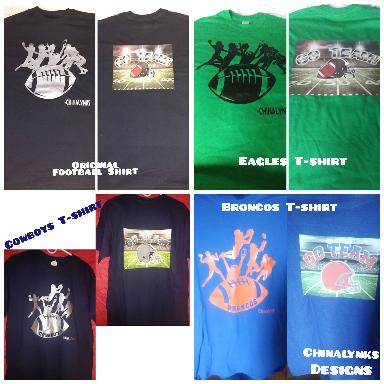 GO TEAM
-CHINALYNKS
Original
Football Shirt
GO TEAM
-CHINALYNKS
Eagles T-shirt
Cowboys T-shirt
Broncos T-shirt
GO TEAM
BRONCOS
Chinalynks
Designs